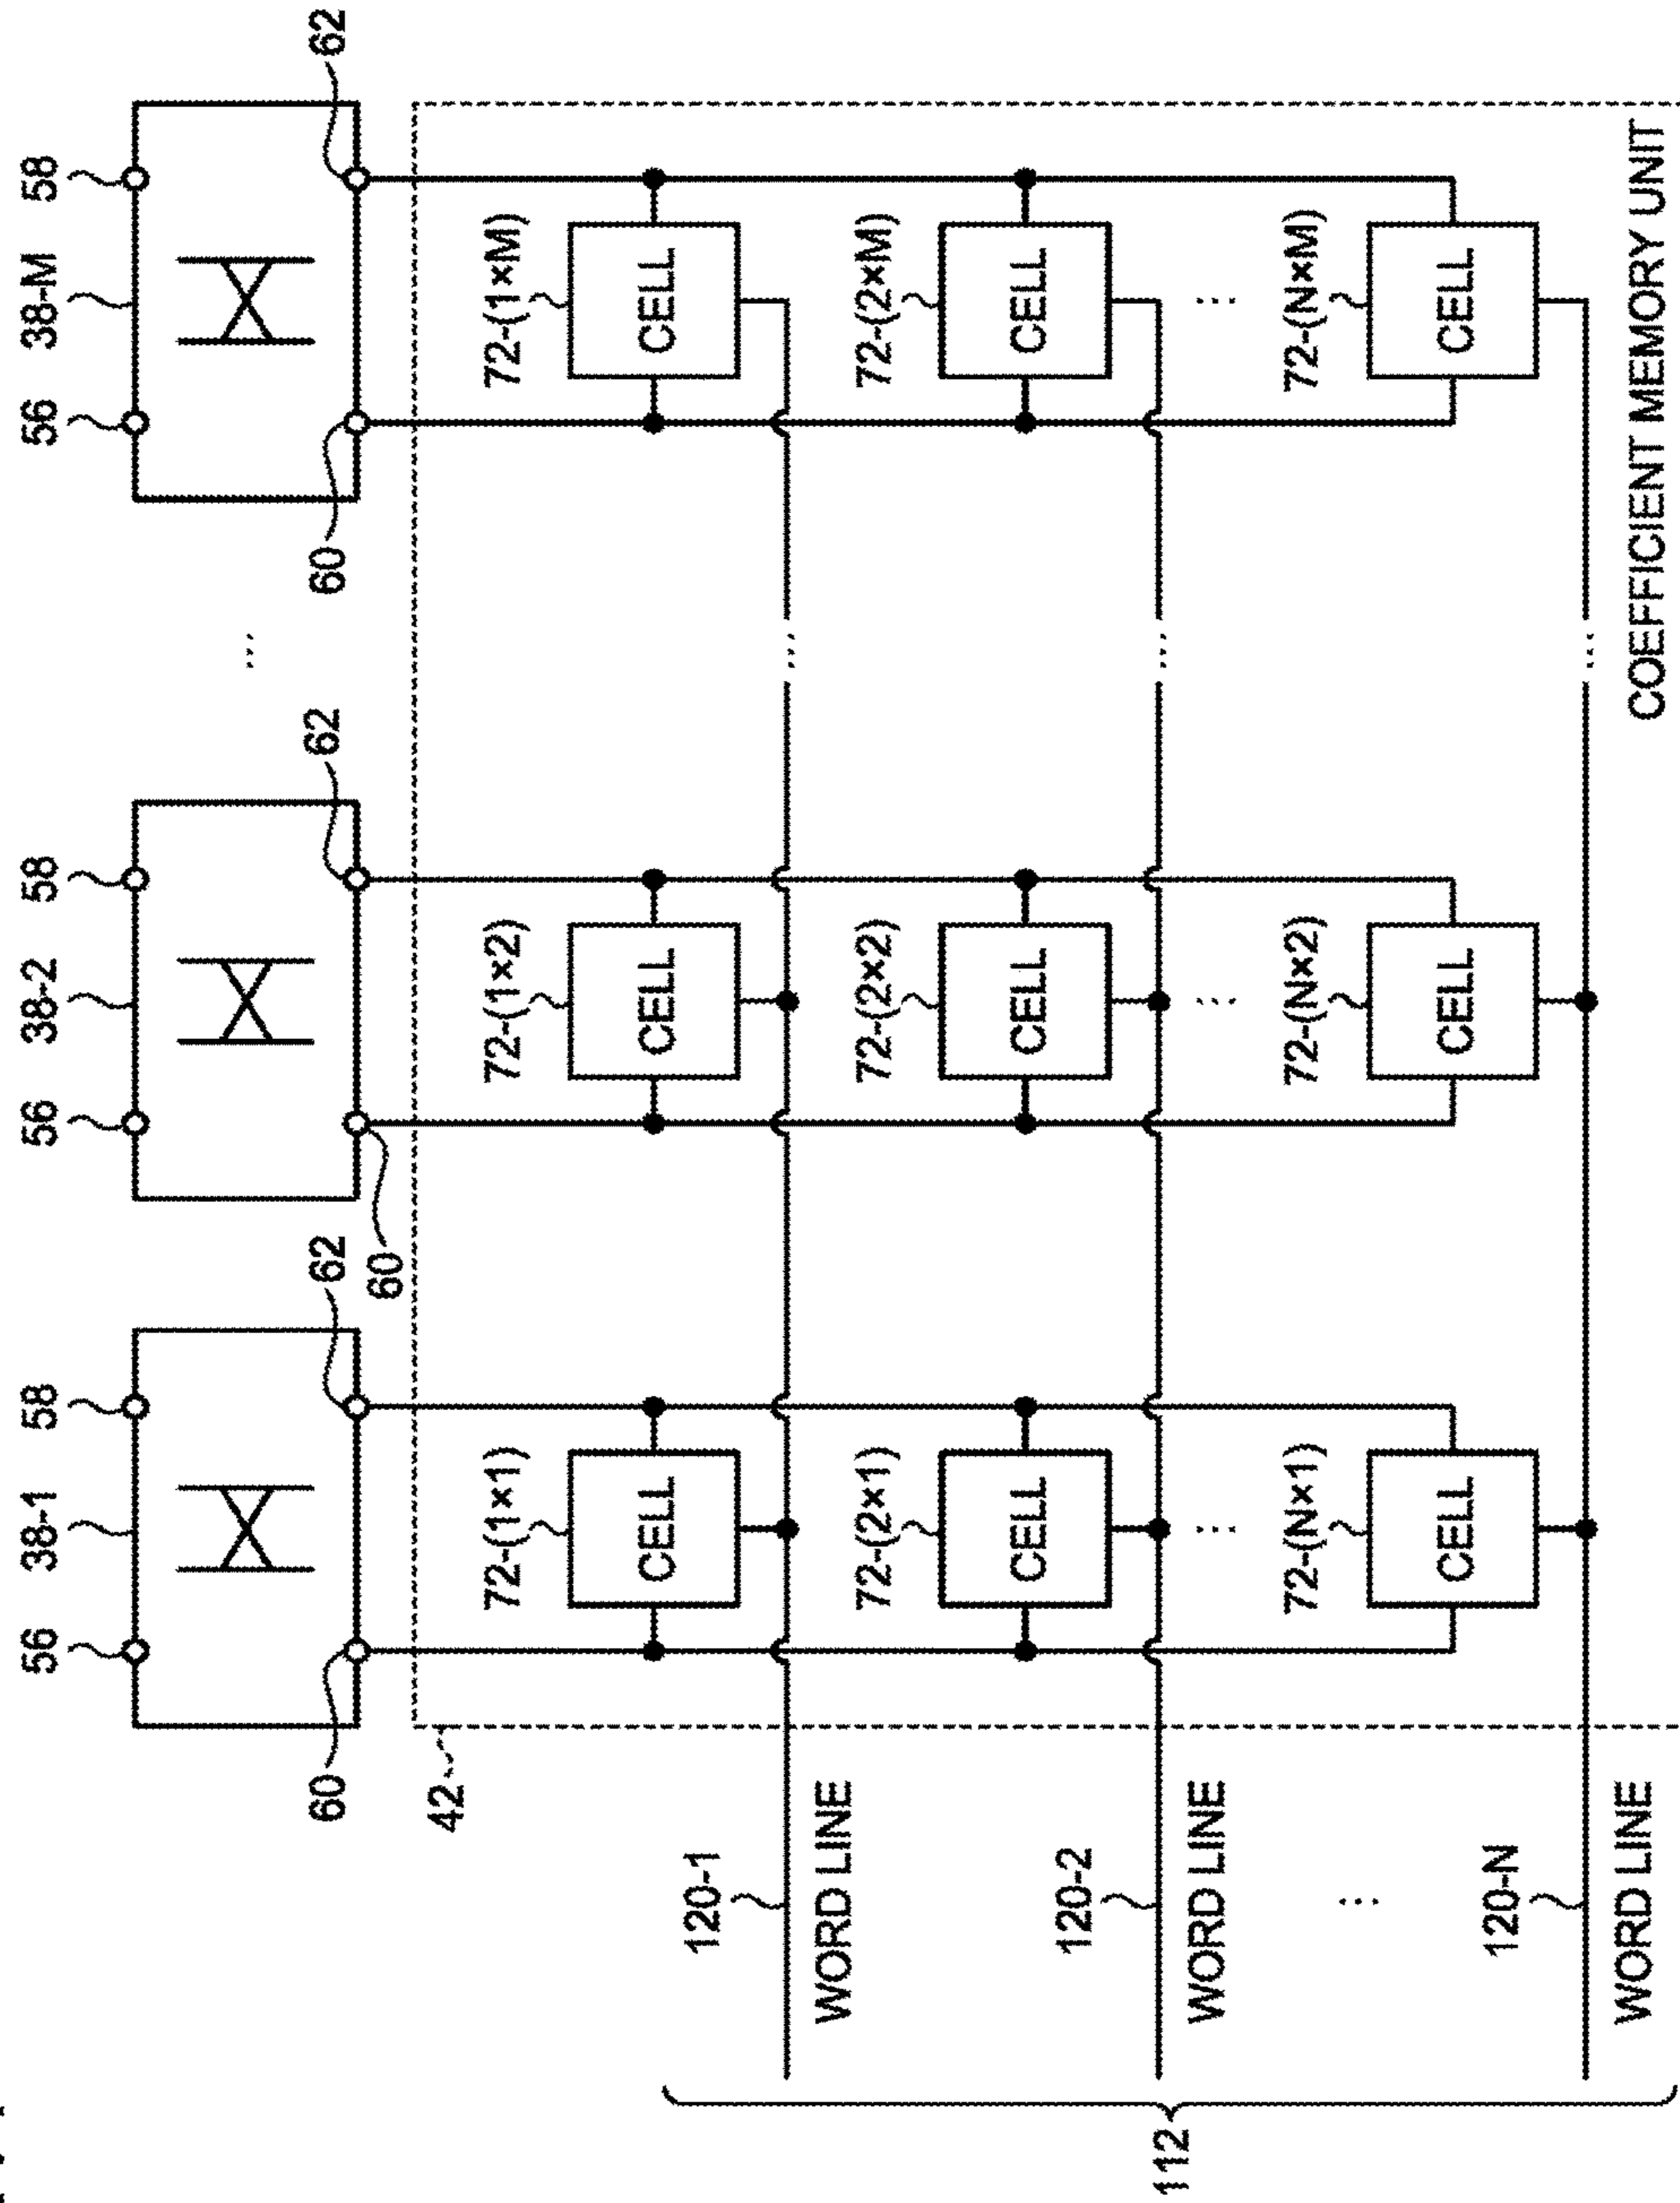 56 38-1 58 56 38-2 58 ... 56 38-M 58
60 62 60 62 60 62
42
72-(1×1) 72-(1×2) 72-(1×M)
CELL CELL CELL
120-1
WORD LINE
72-(2×1) 72-(2×2) 72-(2×M)
CELL CELL CELL
120-2
WORD LINE
112
72-(N×1) 72-(N×2) 72-(N×M)
CELL CELL CELL
120-N
WORD LINE
COEFFICIENT MEMORY UNIT